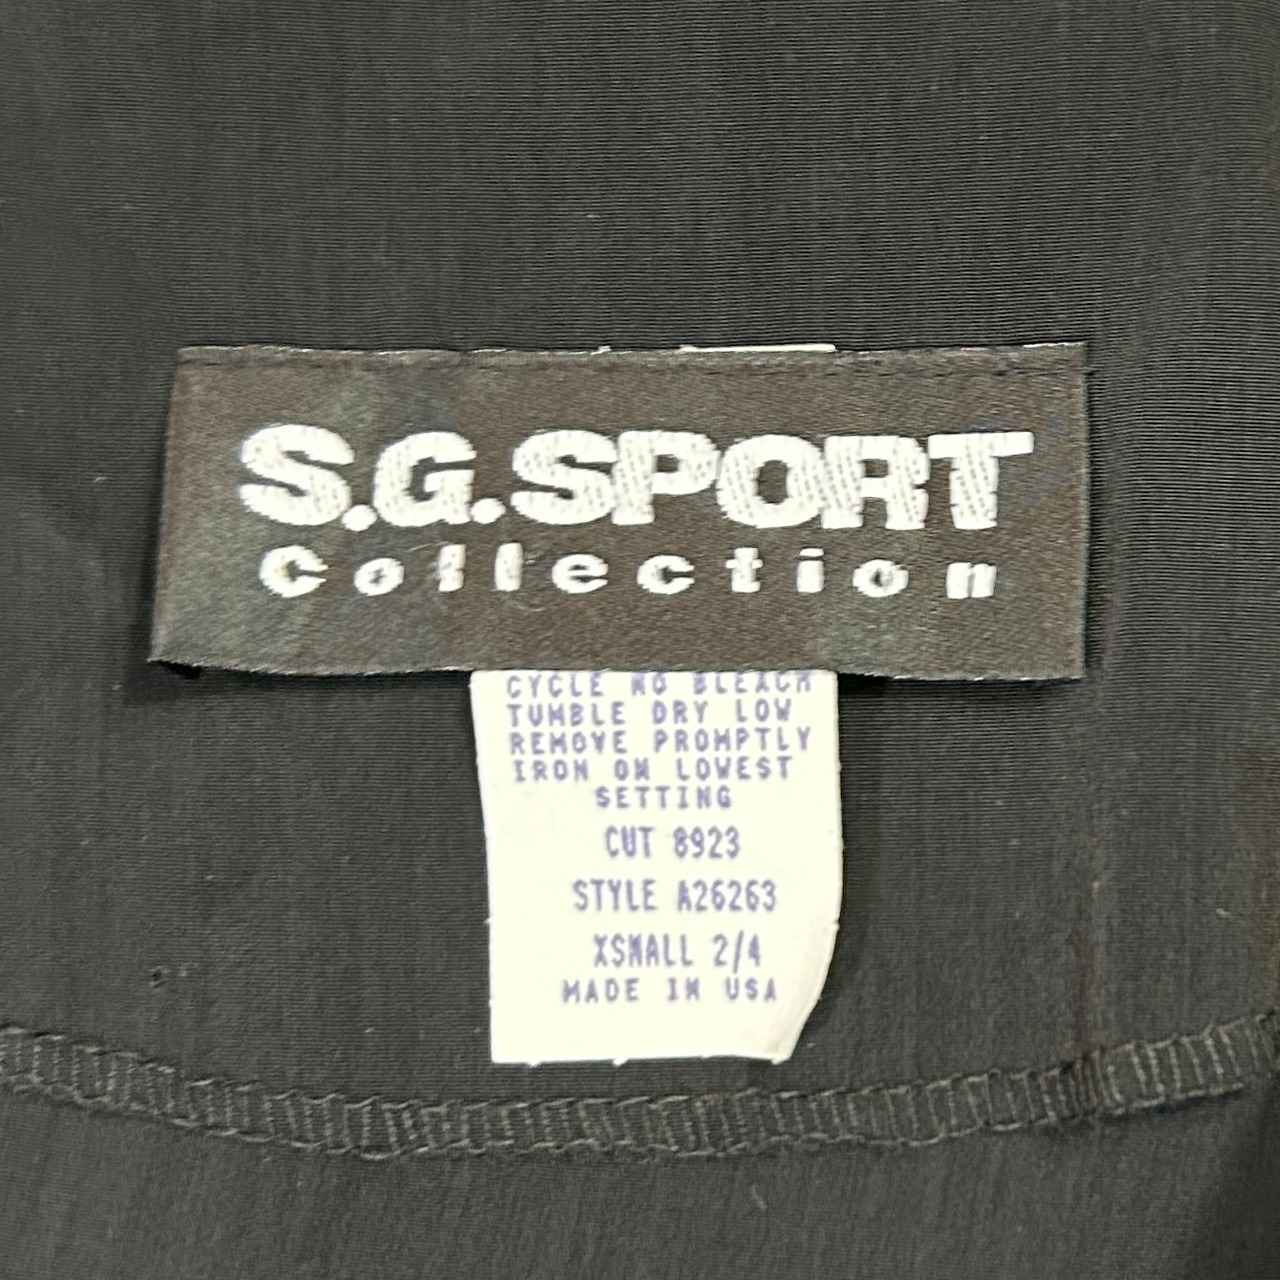 S.G.SPORT
Collection
CYCLE NO BLEACH
TUMBLE DRY LOW
REMOVE PROMPTLY
IRON ON LOWEST
SETTING
CUT 8923
STYLE A26263
XSMALL 2/4
MADE IN USA